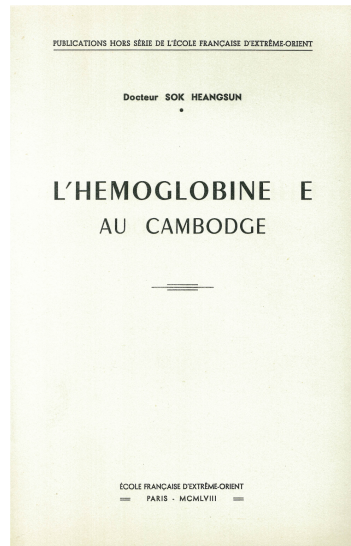 PUBLICATIONS HORS SÉRIE DE L'ÉCOLE FRANÇAISE D'EXTRÊME-ORIENT
Docteur SOK HEANGSUN
L'HEMOGLOBINE E
AU CAMBODGE
ÉCOLE FRANÇAISE D'EXTRÊME-ORIENT
PARIS - MCMLVIII